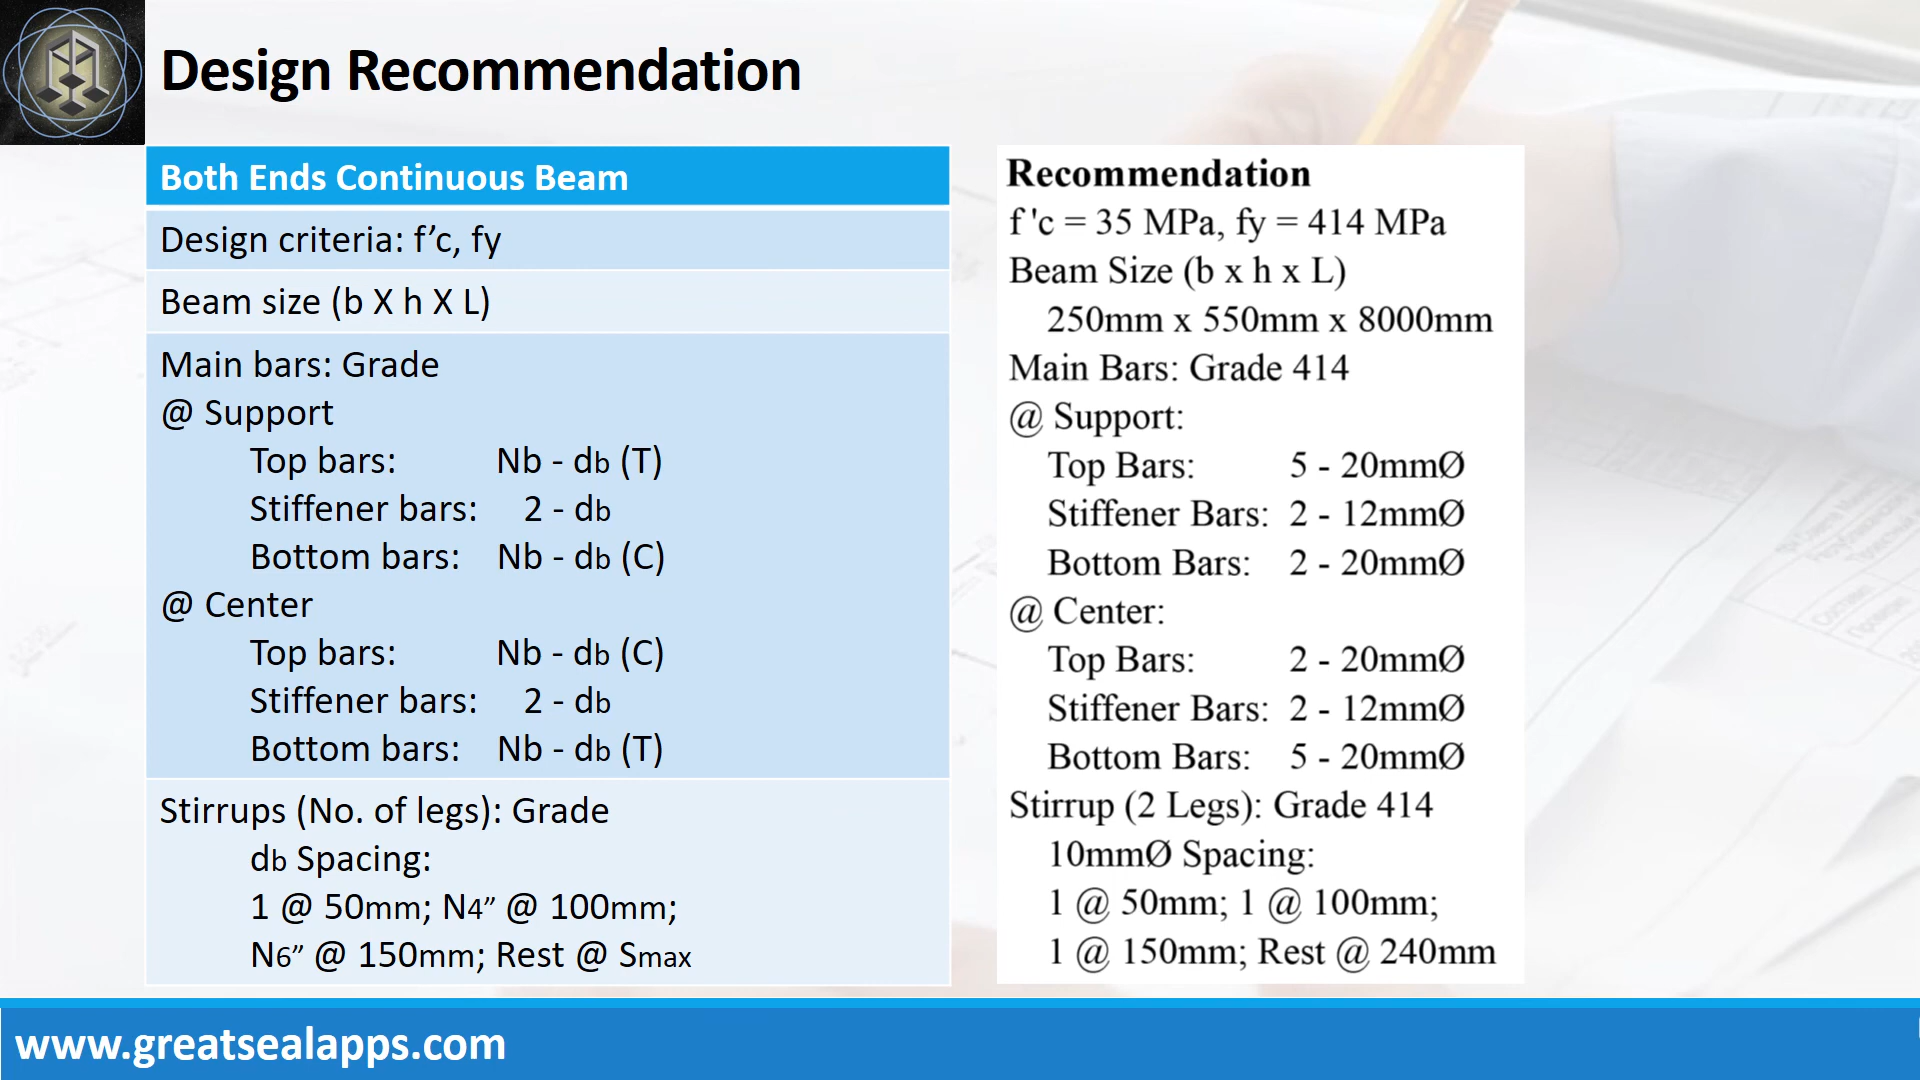 Design Recommendation
Both Ends Continuous Beam
Design criteria: f’c, fy
Beam size (b X h X L)
Main bars: Grade
@ Support
Top bars: Nb - db (T)
Stiffener bars: 2 - db
Bottom bars: Nb - db (C)
@ Center
Top bars: Nb - db (C)
Stiffener bars: 2 - db
Bottom bars: Nb - db (T)
Stirrups (No. of legs): Grade
db Spacing:
1 @ 50mm; N4” @ 100mm;
N6” @ 150mm; Rest @ Smax
Recommendation
f 'c = 35 MPa, fy = 414 MPa
Beam Size (b x h x L)
250mm x 550mm x 8000mm
Main Bars: Grade 414
@ Support:
Top Bars: 5 - 20mmØ
Stiffener Bars: 2 - 12mmØ
Bottom Bars: 2 - 20mmØ
@ Center:
Top Bars: 2 - 20mmØ
Stiffener Bars: 2 - 12mmØ
Bottom Bars: 5 - 20mmØ
Stirrup (2 Legs): Grade 414
10mmØ Spacing:
1 @ 50mm; 1 @ 100mm;
1 @ 150mm; Rest @ 240mm
www.greatsealapps.com